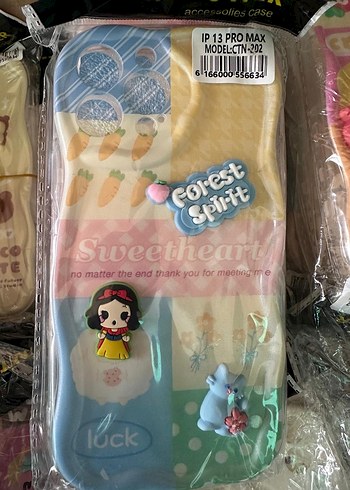 accessories case
IP 13 PRO MAX
MODEL:CTN-202
6 166000 556634
Forest
Spirit
Sweetheart
no matter the end thank you for meeting me
luck